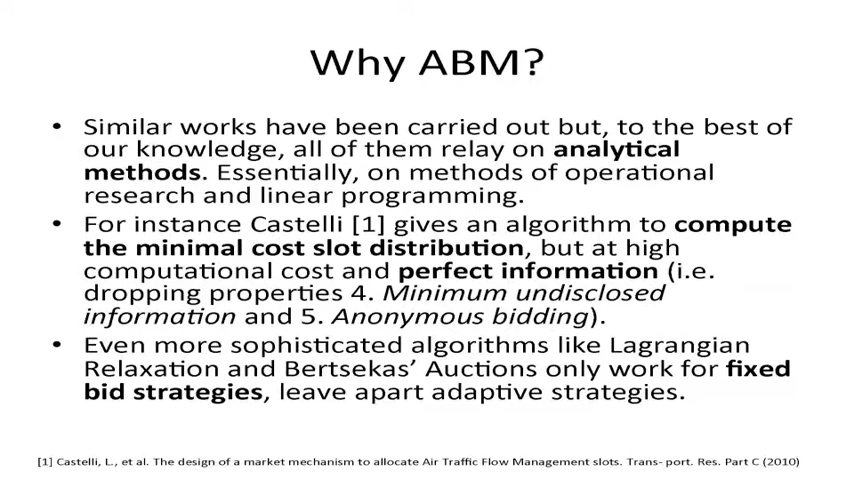 Why ABM?
• Similar works have been carried out but, to the best of
our knowledge, all of them relay on analytical
methods. Essentially, on methods of operational
research and linear programming.
• For instance Castelli [1] gives an algorithm to compute
the minimal cost slot distribution, but at high
computational cost and perfect information (i.e.
dropping properties 4. Minimum undisclosed
information and 5. Anonymous bidding).
• Even more sophisticated algorithms like Lagrangian
Relaxation and Bertsekas’ Auctions only work for fixed
bid strategies, leave apart adaptive strategies.
[1] Castelli, L., et al. The design of a market mechanism to allocate Air Traffic Flow Management slots. Trans- port. Res. Part C (2010)